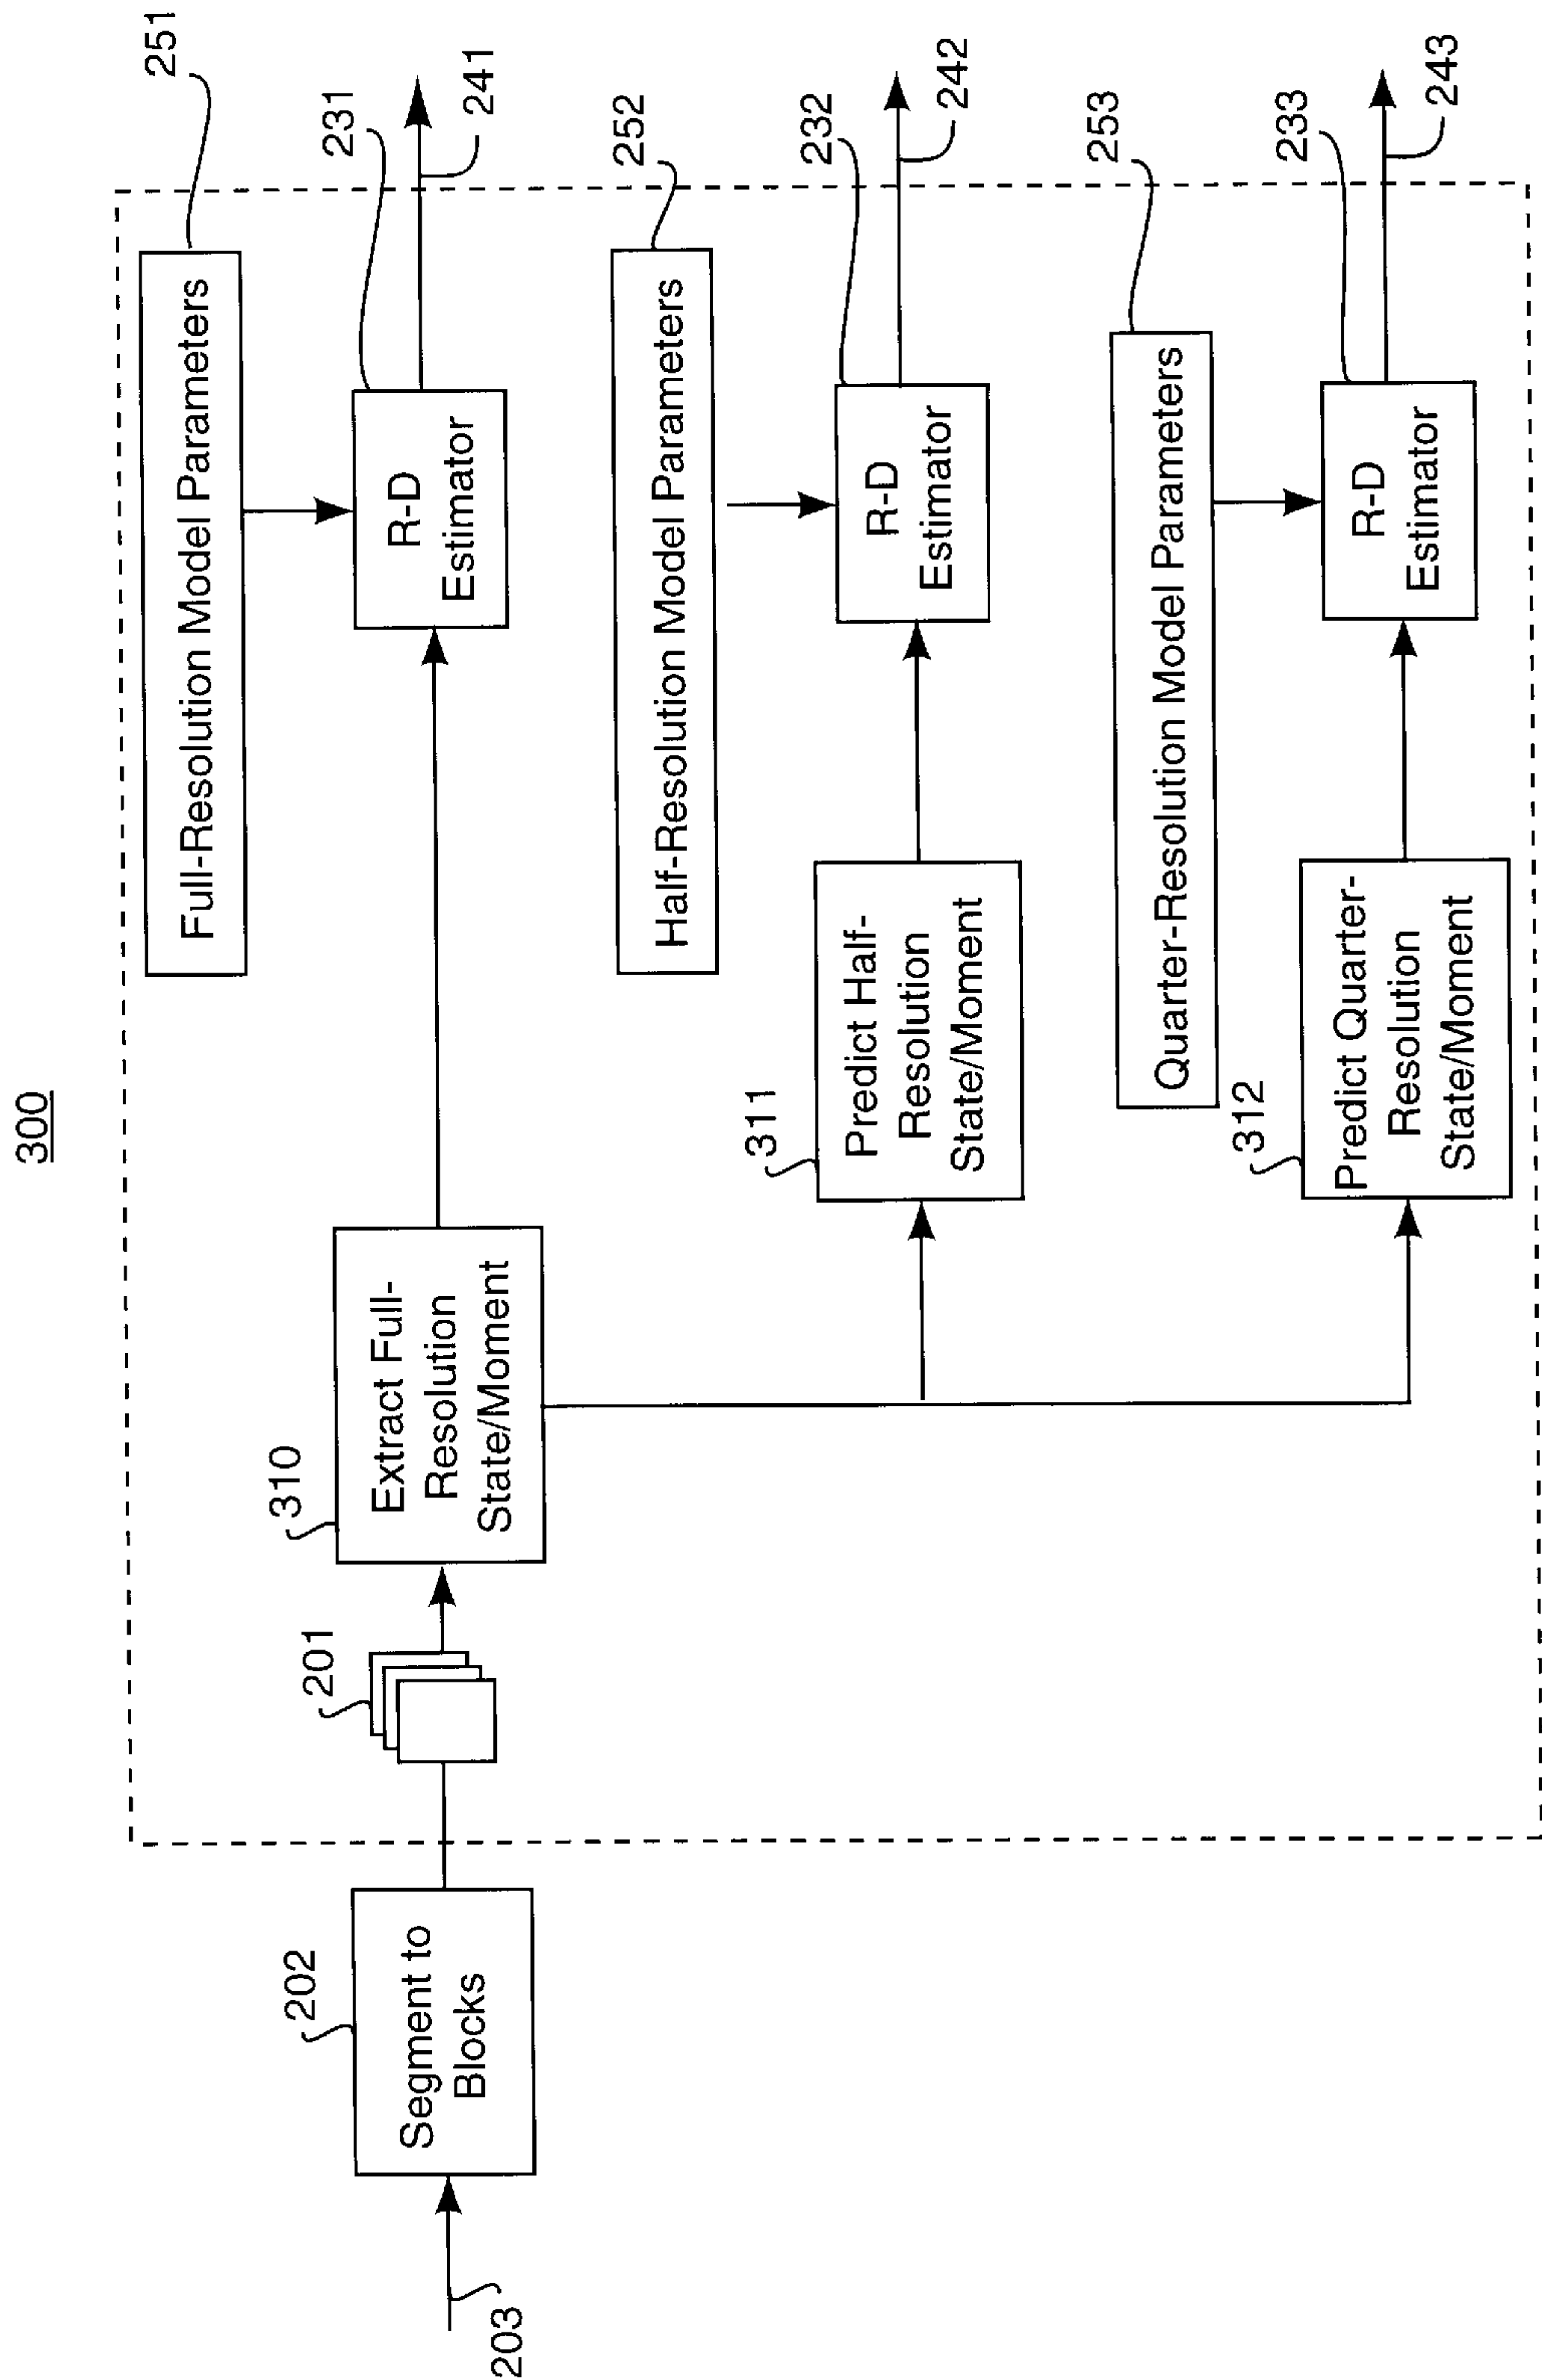 300
251
Full-Resolution Model Parameters
231
241
R-D
Estimator
310
Extract Full-
Resolution
State/Moment
201
202
Segment to
Blocks
203
252
Half-Resolution Model Parameters
232
242
R-D
Estimator
311
Predict Half-
Resolution
State/Moment
253
Quarter-Resolution Model Parameters
233
243
R-D
Estimator
312
Predict Quarter-
Resolution
State/Moment